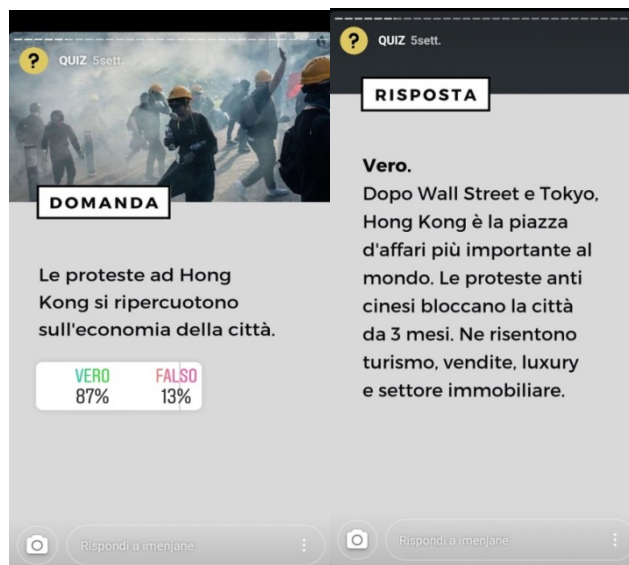 QUIZ 5sett.
DOMANDA
Le proteste ad Hong
Kong si ripercuotono
sull'economia della città.
VERO FALSO
87% 13%
Rispondi a imenjane
QUIZ 5sett.
RISPOSTA
Vero.
Dopo Wall Street e Tokyo,
Hong Kong è la piazza
d'affari più importante al
mondo. Le proteste anti
cinesi bloccano la città
da 3 mesi. Ne risentono
turismo, vendite, luxury
e settore immobiliare.
Rispondi a imenjane